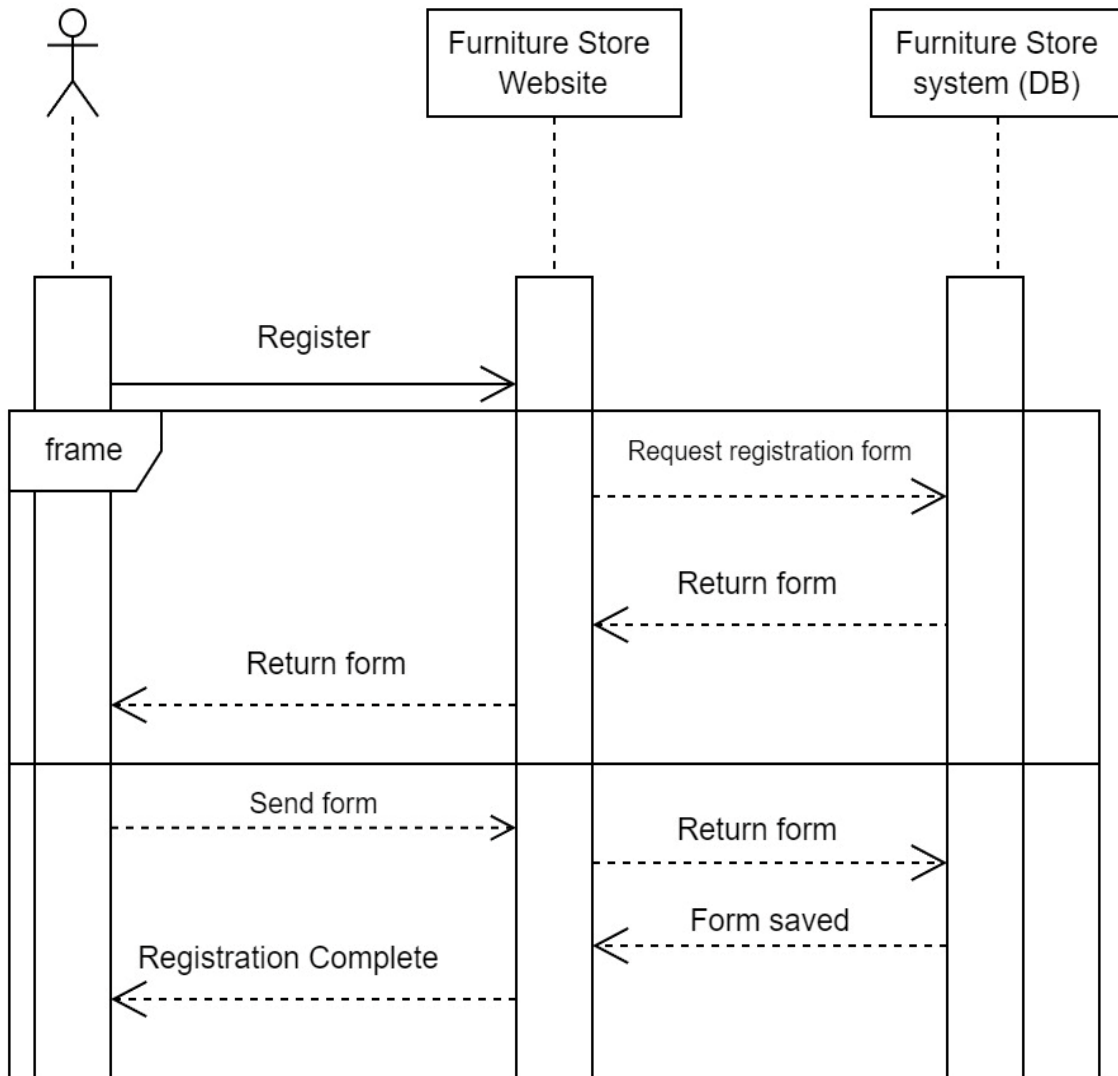 Furniture Store
Website
Furniture Store
system (DB)
Register
frame
Request registration form
Return form
Return form
Send form
Return form
Form saved
Registration Complete